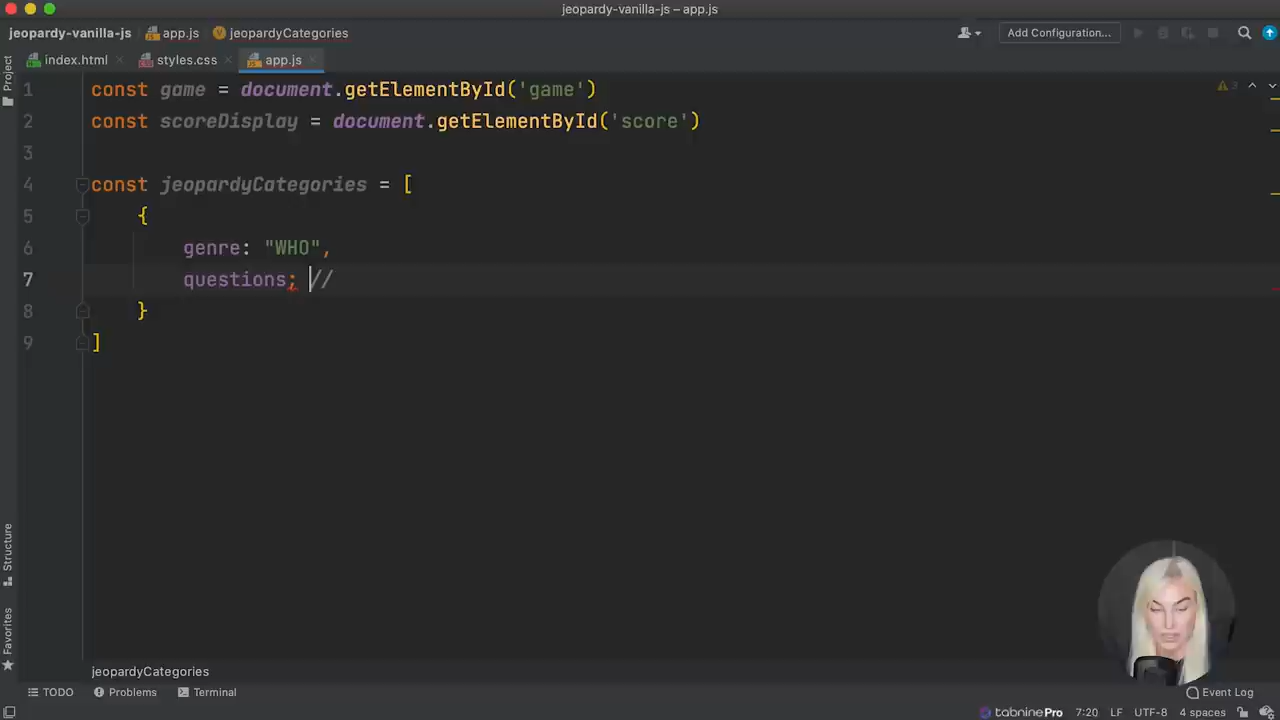 jeopardy-vanilla-js – app.js
jeopardy-vanilla-js app.js jeopardyCategories Add Configuration...
index.html styles.css app.js
Project
1 const game = document.getElementById('game')
2 const scoreDisplay = document.getElementById('score')
3
4 const jeopardyCategories = [
5 {
6 genre: "WHO",
7 questions; //
8 }
9 ]
Structure
Favorites
jeopardyCategories
TODO Problems Terminal Event Log
tabninePro 7:20 LF UTF-8 4 spaces